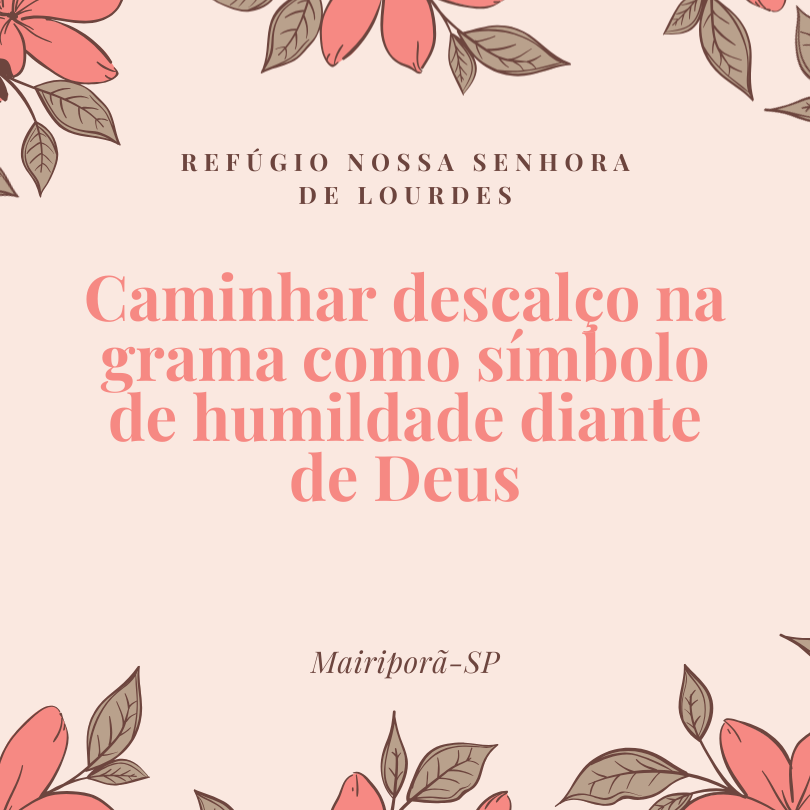 REFÚGIO NOSSA SENHORA
DE LOURDES
Caminhar descalço na
grama como símbolo
de humildade diante
de Deus
Mairiporã-SP